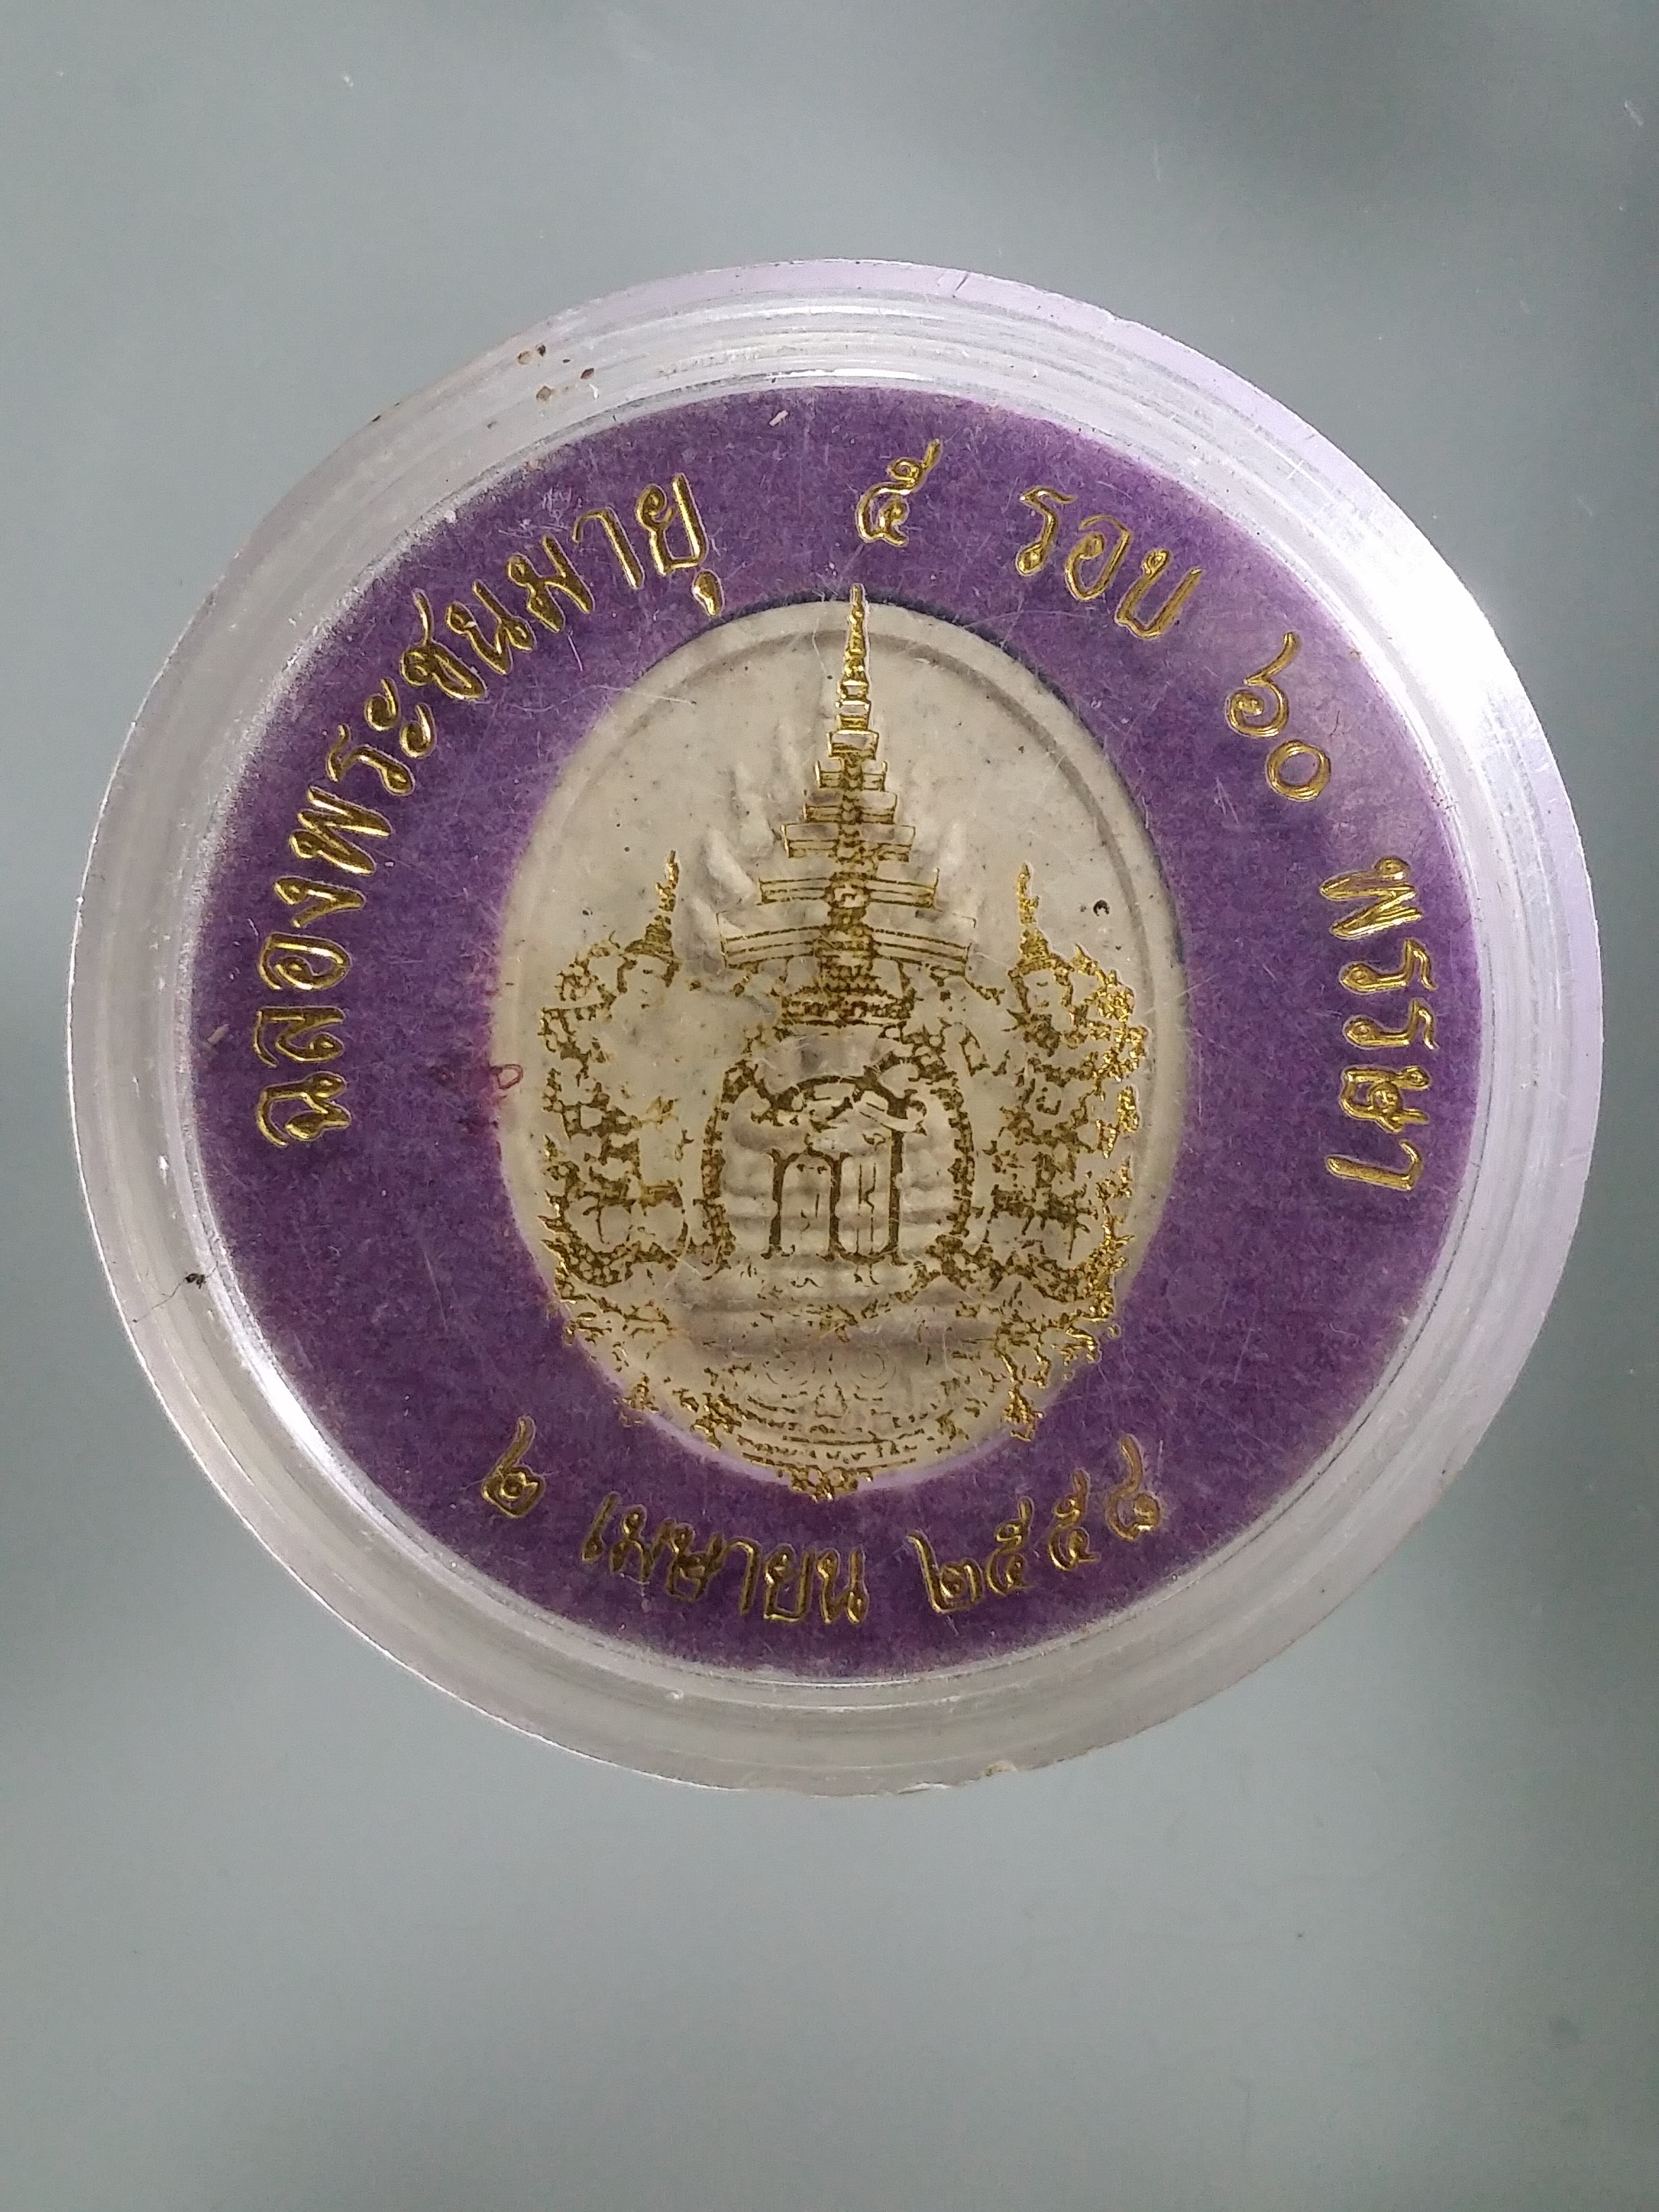 ฉลองพระชนมายุ ๕ รอบ ๖๐ พรรษา
๒ เมษายน ๒๕๕๘